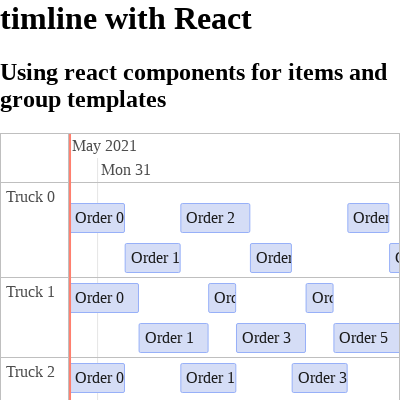 timline with React
Using react components for items and
group templates
May 2021
Mon 31
Truck 0
Order 0
Order 2
Order
Order 1
Order
Truck 1
Order 0
Order 1
Order 3
Order 5
Truck 2
Order 0
Order 1
Order 3